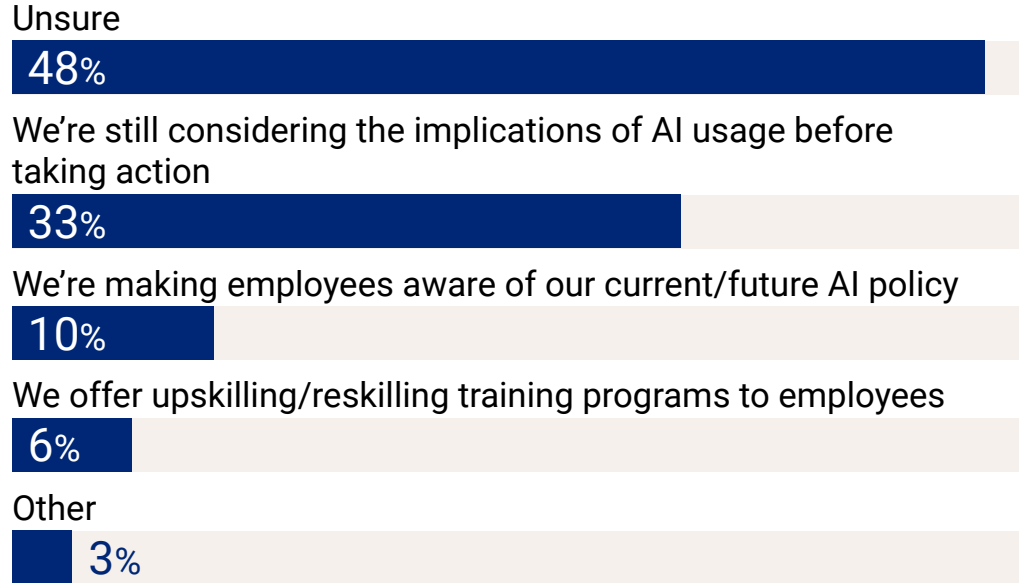 Unsure
48%
We’re still considering the implications of AI usage before
taking action
33%
We’re making employees aware of our current/future AI policy
10%
We offer upskilling/reskilling training programs to employees
6%
Other
3%